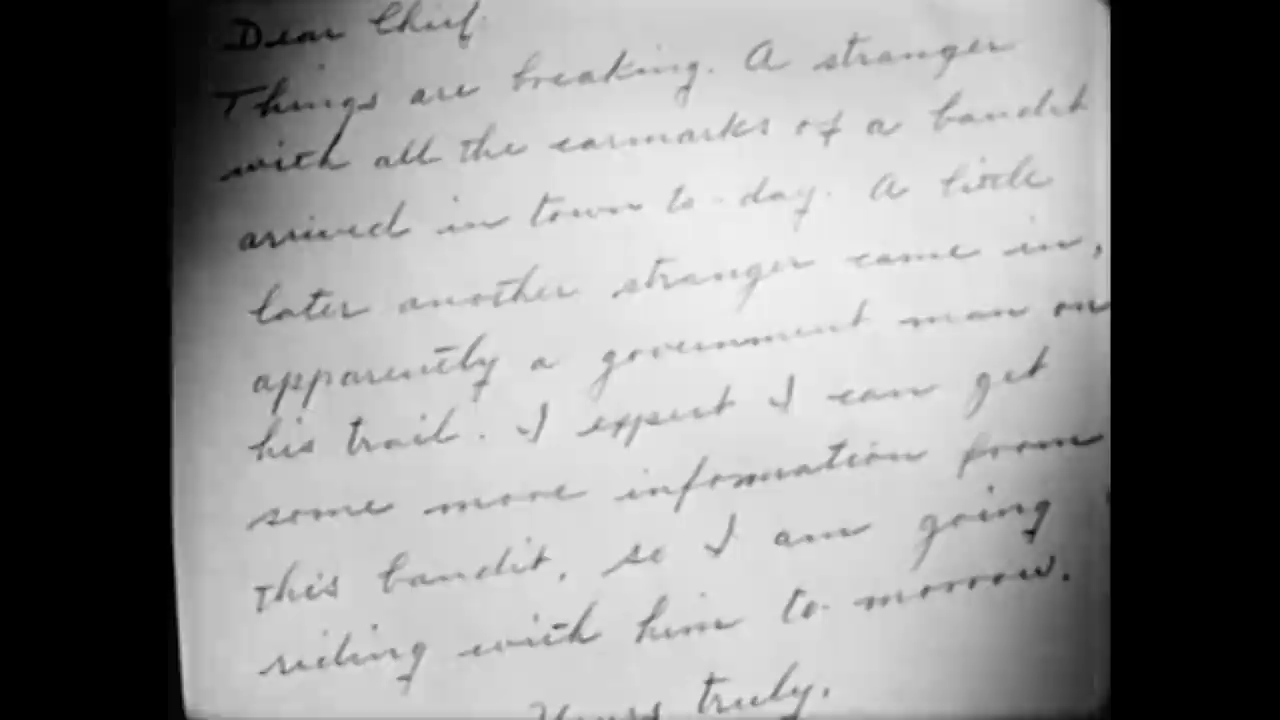 Dear Chief.
Things are breaking. A stranger
with all the earmarks of a bandit
arrived in town to-day. A little
later another stranger came in,
apparently a government man on
his trail. I expect I can get
some more information from
this bandit, so I am going
riding with him to-morrow.
Yours truly,